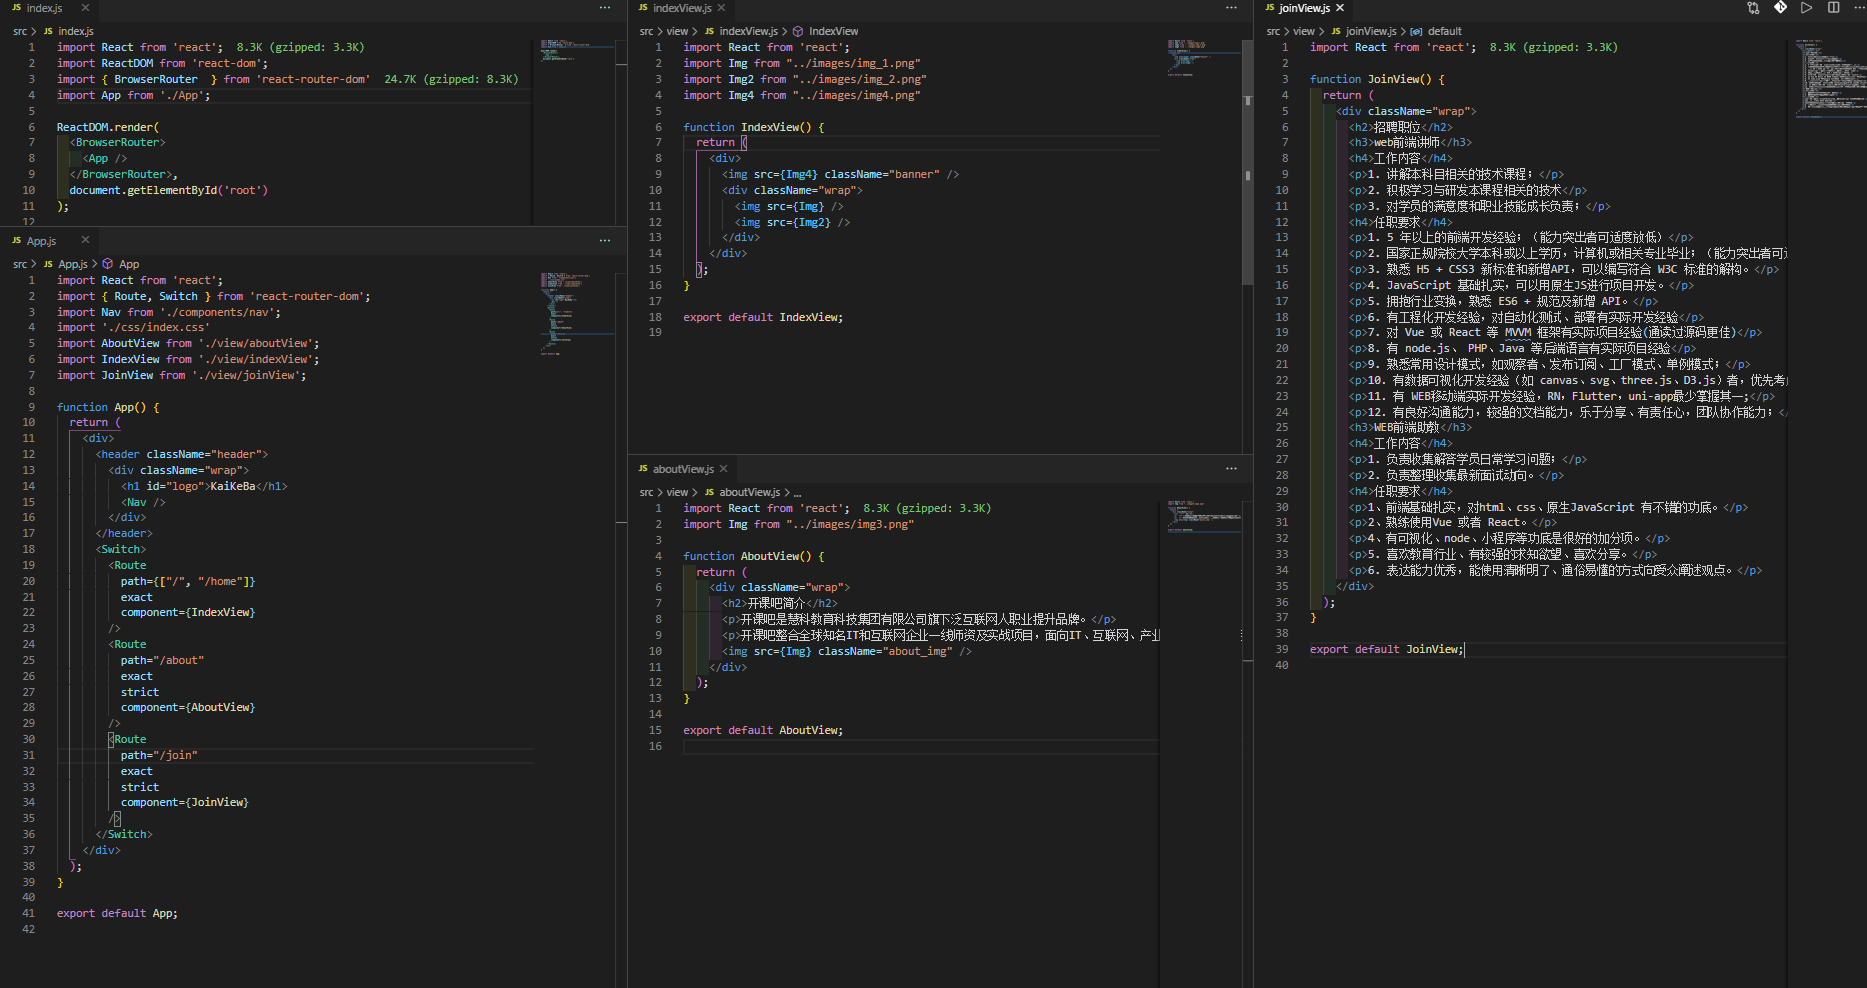 index.js
src > index.js
1 import React from 'react'; 8.3K (gzipped: 3.3K)
2 import ReactDOM from 'react-dom';
3 import { BrowserRouter } from 'react-router-dom' 24.7K (gzipped: 8.3K)
4 import App from './App';
5
6 ReactDOM.render(
7 <BrowserRouter>
8 <App />
9 </BrowserRouter>,
10 document.getElementById('root')
11 );
12
App.js
src > App.js > App
1 import React from 'react';
2 import { Route, Switch } from 'react-router-dom';
3 import Nav from './components/nav';
4 import './css/index.css'
5 import AboutView from './view/aboutView';
6 import IndexView from './view/indexView';
7 import JoinView from './view/joinView';
8
9 function App() {
10 return (
11 <div>
12 <header className="header">
13 <div className="wrap">
14 <h1 id="logo">KaiKeBa</h1>
15 <Nav />
16 </div>
17 </header>
18 <Switch>
19 <Route
20 path={["/", "/home"]}
21 exact
22 component={IndexView}
23 />
24 <Route
25 path="/about"
26 exact
27 strict
28 component={AboutView}
29 />
30 <Route
31 path="/join"
32 exact
33 strict
34 component={JoinView}
35 />
36 </Switch>
37 </div>
38 );
39 }
40
41 export default App;
42
indexView.js
src > view > indexView.js > IndexView
1 import React from 'react';
2 import Img from "../images/img_1.png"
3 import Img2 from "../images/img_2.png"
4 import Img4 from "../images/img4.png"
5
6 function IndexView() {
7 return (
8 <div>
9 <img src={Img4} className="banner" />
10 <div className="wrap">
11 <img src={Img} />
12 <img src={Img2} />
13 </div>
14 </div>
15 );
16 }
17
18 export default IndexView;
19
aboutView.js
src > view > aboutView.js > ...
1 import React from 'react'; 8.3K (gzipped: 3.3K)
2 import Img from "../images/img3.png"
3
4 function AboutView() {
5 return (
6 <div className="wrap">
7 <h2>开课吧简介</h2>
8 <p>开课吧是慧科教育科技集团有限公司旗下泛互联网人职业提升品牌。</p>
9 <p>开课吧整合全球知名IT和互联网企业一线师资及实战项目，面向IT、互联网、产业
10 <img src={Img} className="about_img" />
11 </div>
12 );
13 }
14
15 export default AboutView;
16
joinView.js
src > view > joinView.js > default
1 import React from 'react'; 8.3K (gzipped: 3.3K)
2
3 function JoinView() {
4 return (
5 <div className="wrap">
6 <h2>招聘职位</h2>
7 <h3>web前端讲师</h3>
8 <h4>工作内容</h4>
9 <p>1. 讲解本科目相关的技术课程；</p>
10 <p>2. 积极学习与研发本课程相关的技术</p>
11 <p>3. 对学员的满意度和职业技能成长负责；</p>
12 <h4>任职要求</h4>
13 <p>1. 5 年以上的前端开发经验；（能力突出者可适度放低）</p>
14 <p>2. 国家正规院校大学本科或以上学历，计算机或相关专业毕业；（能力突出者可
15 <p>3. 熟悉 H5 + CSS3 新标准和新增API，可以编写符合 W3C 标准的解构。</p>
16 <p>4. JavaScript 基础扎实，可以用原生JS进行项目开发。</p>
17 <p>5. 拥抱行业变换，熟悉 ES6 + 规范及新增 API。</p>
18 <p>6. 有工程化开发经验，对自动化测试、部署有实际开发经验</p>
19 <p>7. 对 Vue 或 React 等 MVVM 框架有实际项目经验(通读过源码更佳)</p>
20 <p>8. 有 node.js、 PHP、Java 等后端语言有实际项目经验</p>
21 <p>9. 熟悉常用设计模式，如观察者、发布订阅、工厂模式、单例模式；</p>
22 <p>10. 有数据可视化开发经验（如 canvas、svg、three.js、D3.js）者，优先考
23 <p>11. 有 WEB移动端实际开发经验，RN，Flutter，uni-app最少掌握其一;</p>
24 <p>12. 有良好沟通能力，较强的文档能力，乐于分享、有责任心，团队协作能力；</
25 <h3>WEB前端助教</h3>
26 <h4>工作内容</h4>
27 <p>1. 负责收集解答学员日常学习问题；</p>
28 <p>2. 负责整理收集最新面试动向。</p>
29 <h4>任职要求</h4>
30 <p>1、前端基础扎实，对html、css、原生JavaScript 有不错的功底。</p>
31 <p>2、熟练使用Vue 或者 React。</p>
32 <p>4、有可视化、node、小程序等功底是很好的加分项。</p>
33 <p>5. 喜欢教育行业、有较强的求知欲望、喜欢分享。</p>
34 <p>6. 表达能力优秀，能使用清晰明了、通俗易懂的方式向受众阐述观点。</p>
35 </div>
36 );
37 }
38
39 export default JoinView;
40